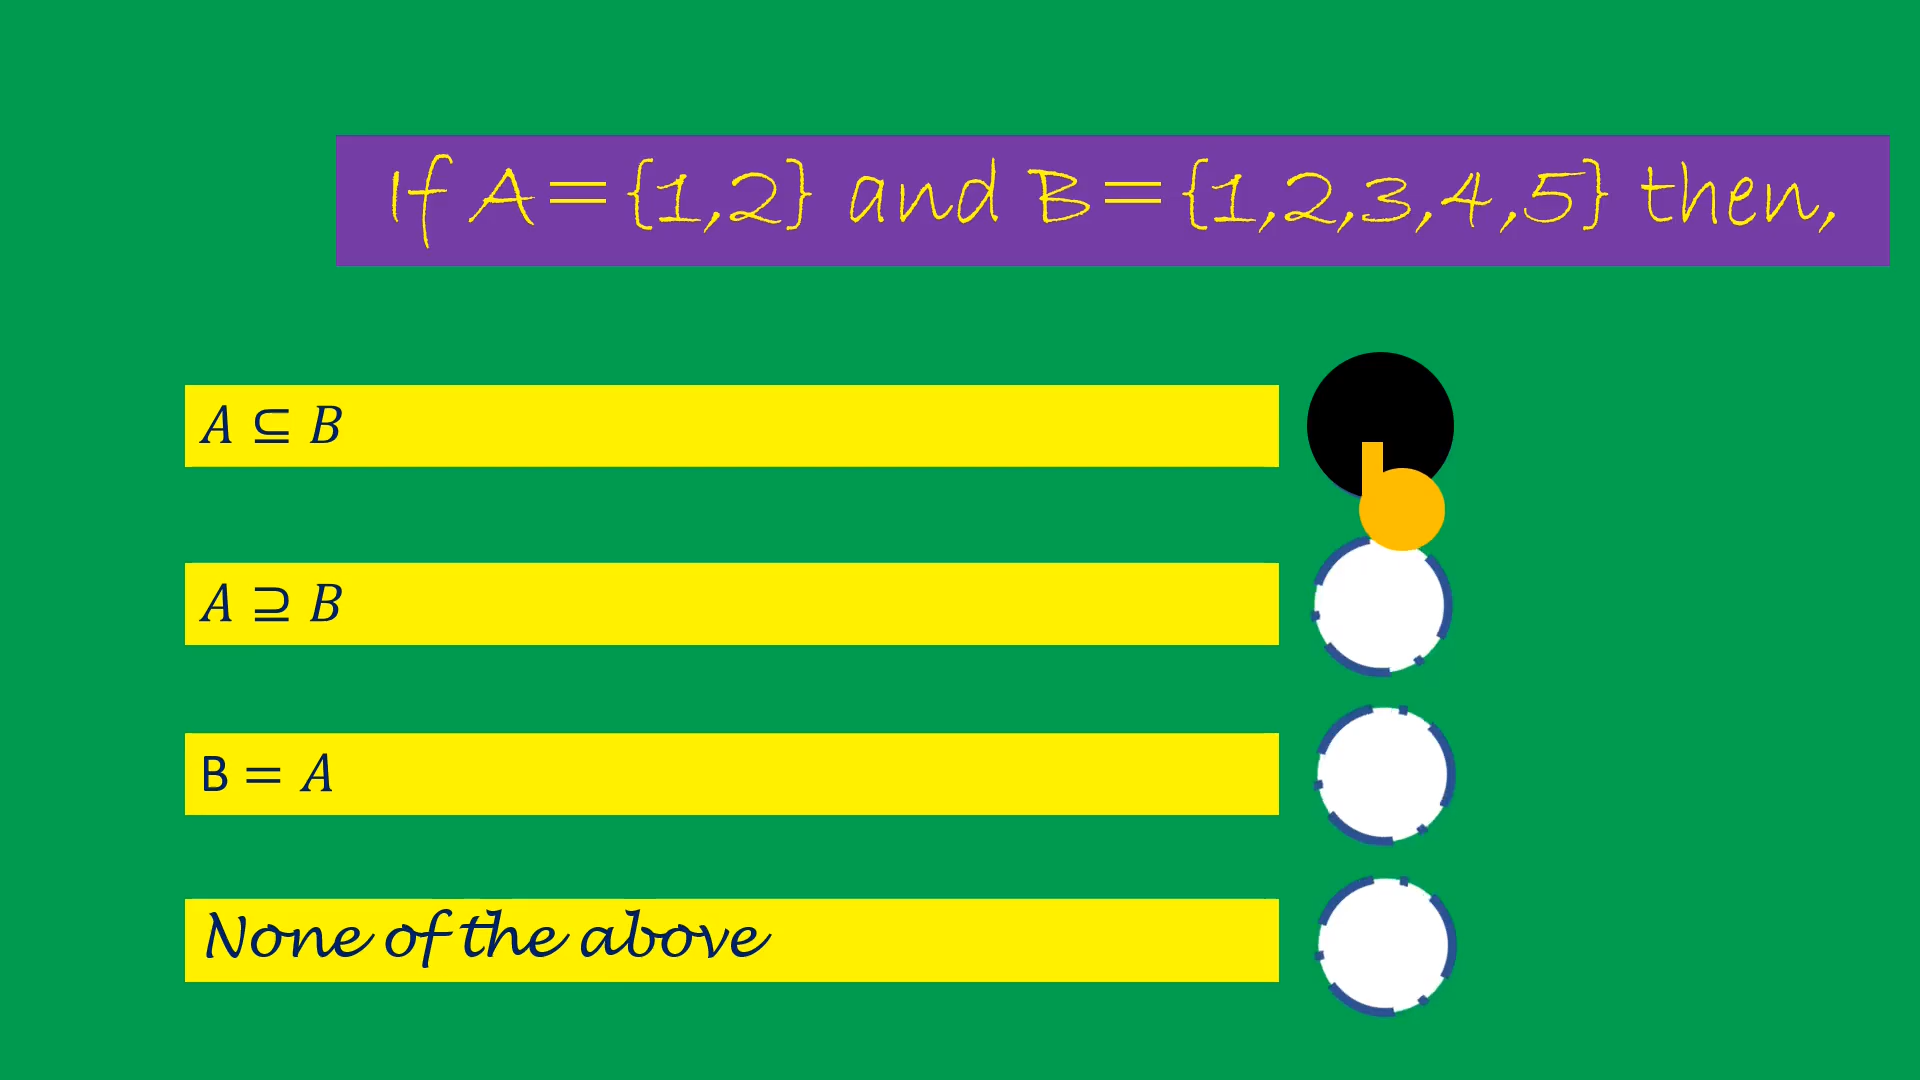 If A={1,2} and B={1,2,3,4,5} then,
A ⊆ B
A ⊇ B
B = A
None of the above